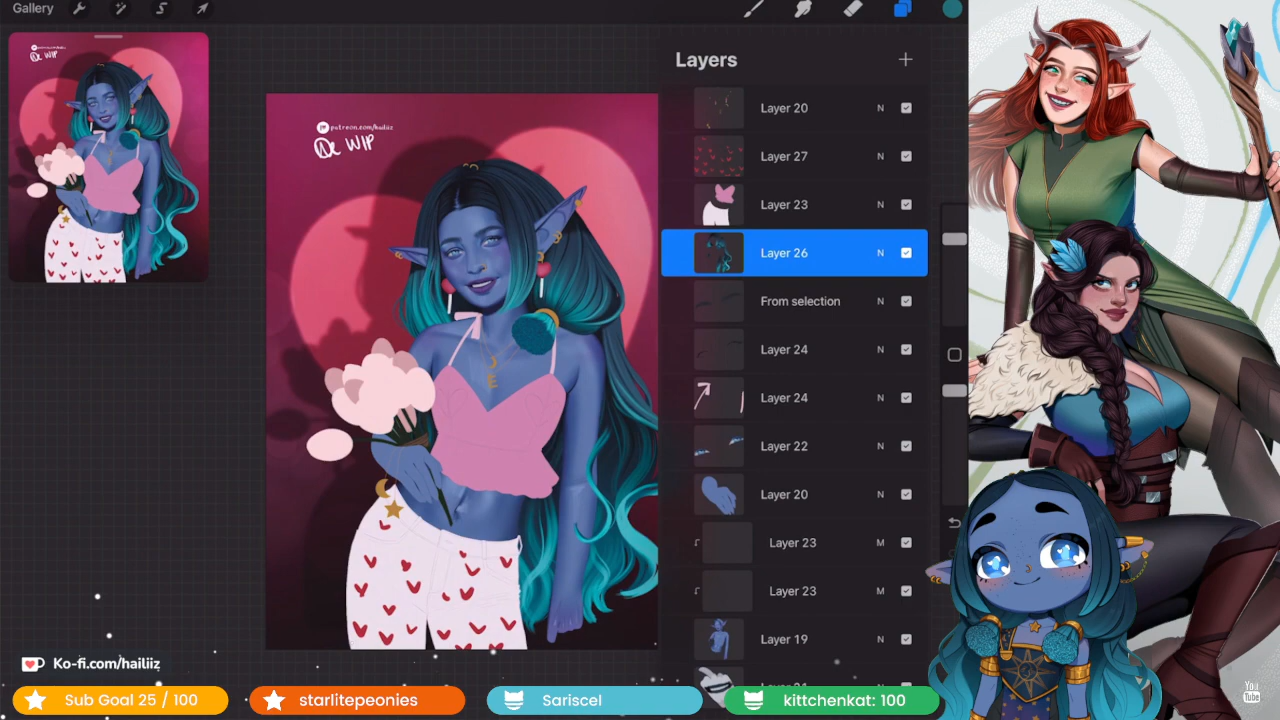 Gallery
patreon.com/hailiiz
WIP
Layers
Layer 20
N
Layer 27
N
Layer 23
N
Layer 26
N
From selection
N
Layer 24
N
Layer 24
N
Layer 22
N
Layer 20
N
Layer 23
M
Layer 23
M
Layer 19
N
Ko-fi.com/hailiiz
Sub Goal 25 / 100
starlitepeonies
Sariscel
kittchenkat: 100
You
Tube